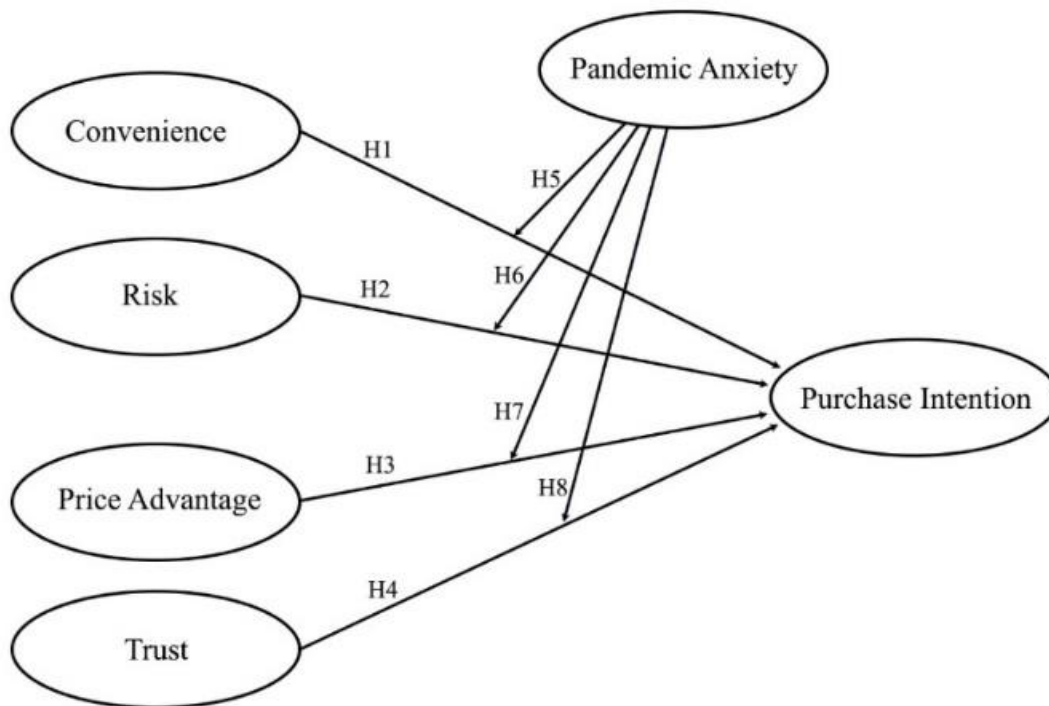 Pandemic Anxiety
Convenience
H1
H5
Risk
H2
H6
Purchase Intention
H7
H3
Price Advantage
H8
H4
Trust